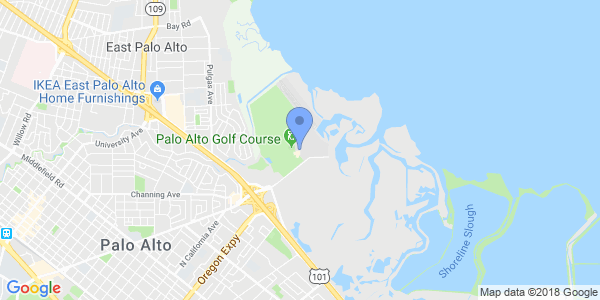 109
Bay Rd
East Palo Alto
IKEA East Palo Alto
Home Furnishings
Pulgas Ave
Willow Rd
University Ave
Middlefield Rd
Palo Alto Golf Course
Channing Ave
N California Ave
Palo Alto
Oregon Expy
101
Shoreline Slough
Google
Map data ©2018 Google